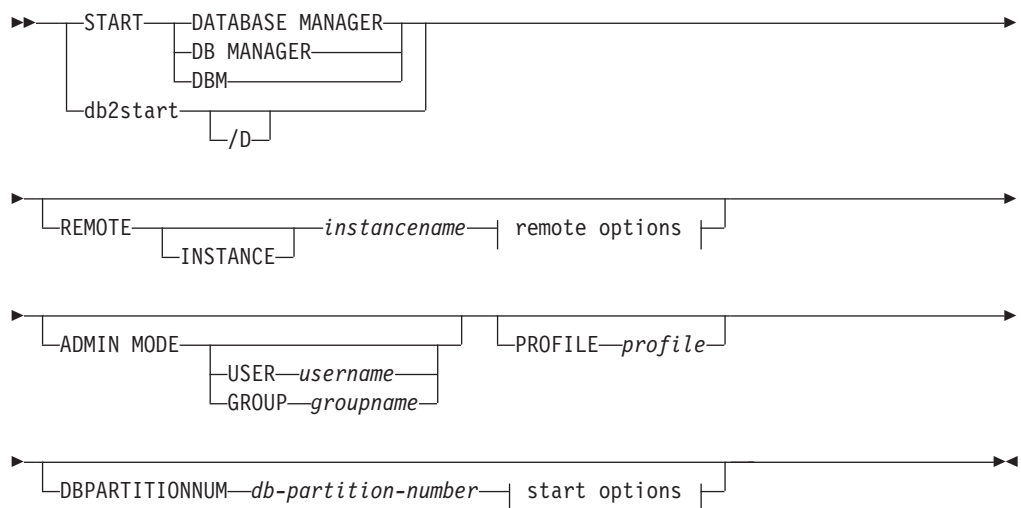 START DATABASE MANAGER
DB MANAGER
DBM
db2start
/D
REMOTE instancename remote options
INSTANCE
ADMIN MODE PROFILE profile
USER username
GROUP groupname
DBPARTITIONNUM db-partition-number start options